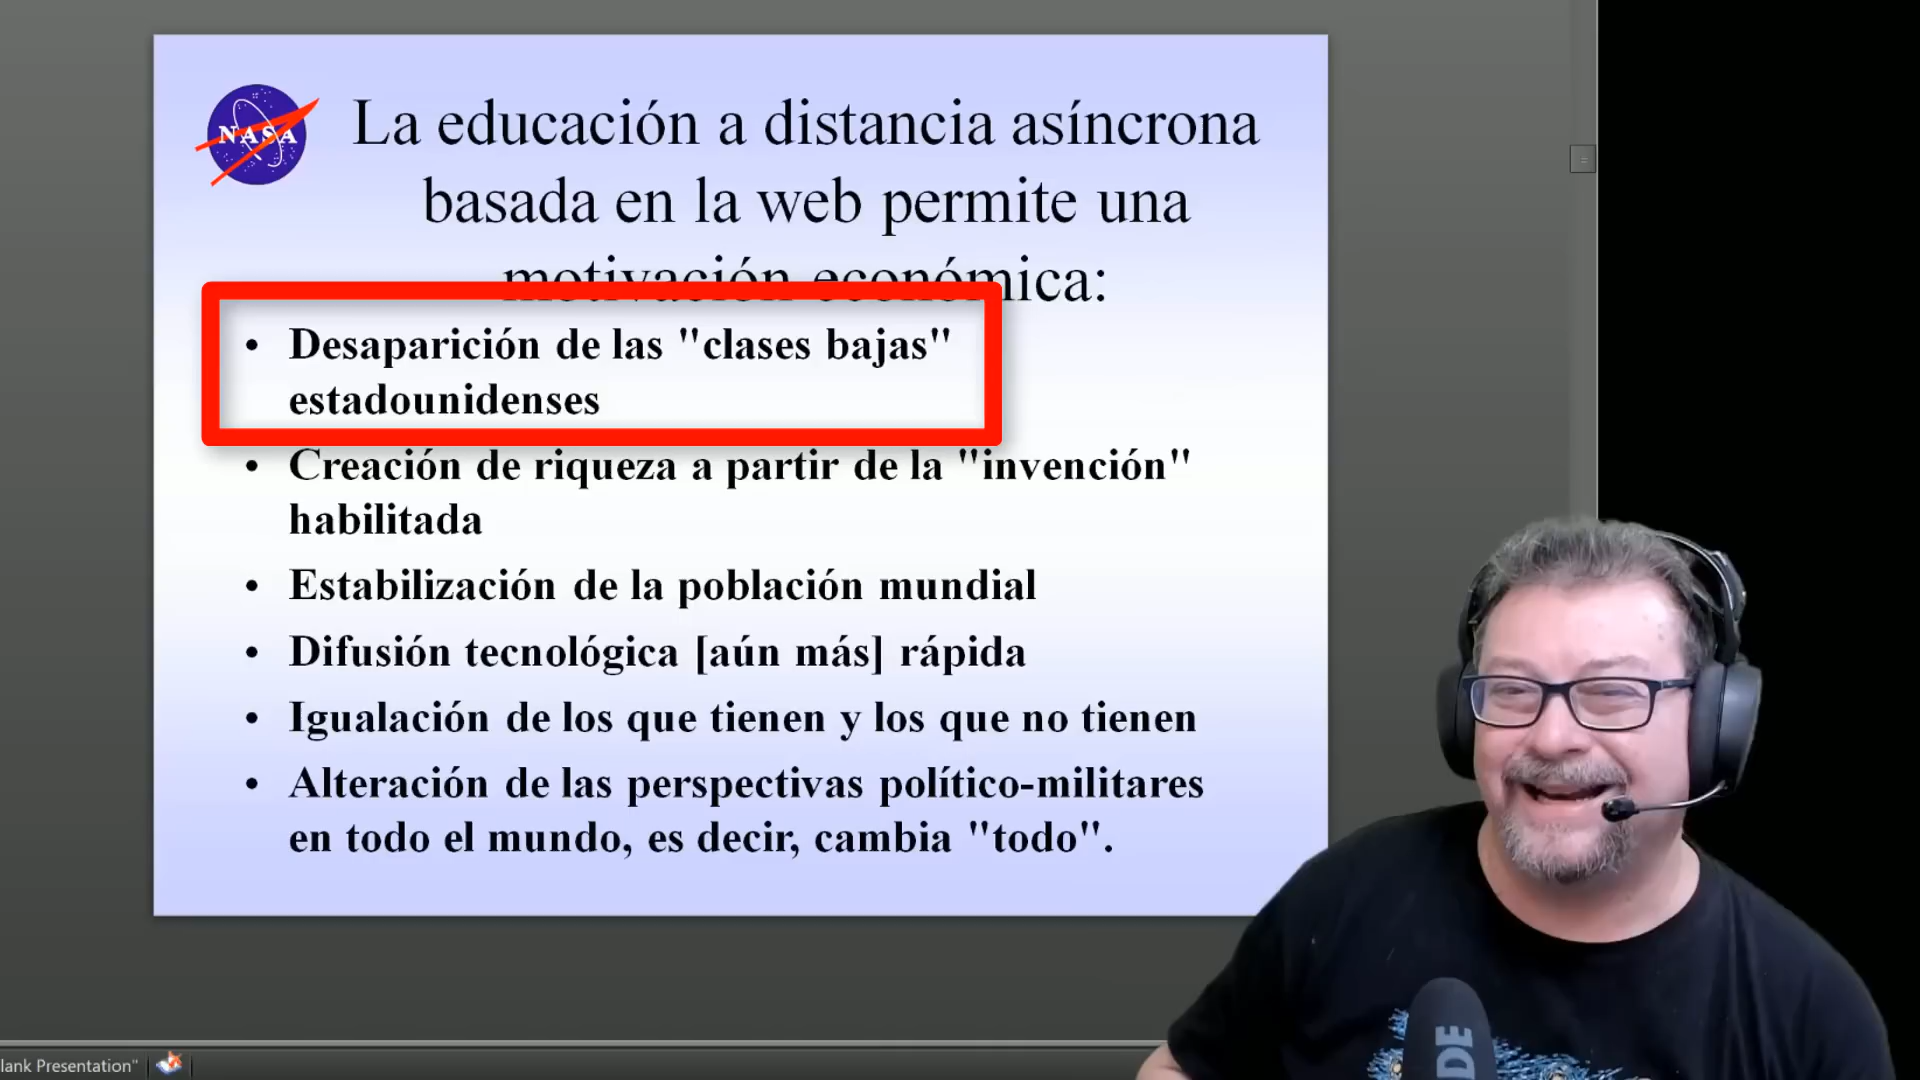 NASA
La educación a distancia asíncrona
basada en la web permite una
motivación económica:
• Desaparición de las "clases bajas"
estadounidenses
• Creación de riqueza a partir de la "invención"
habilitada
• Estabilización de la población mundial
• Difusión tecnológica [aún más] rápida
• Igualación de los que tienen y los que no tienen
• Alteración de las perspectivas político-militares
en todo el mundo, es decir, cambia "todo".
lank Presentation"
DE